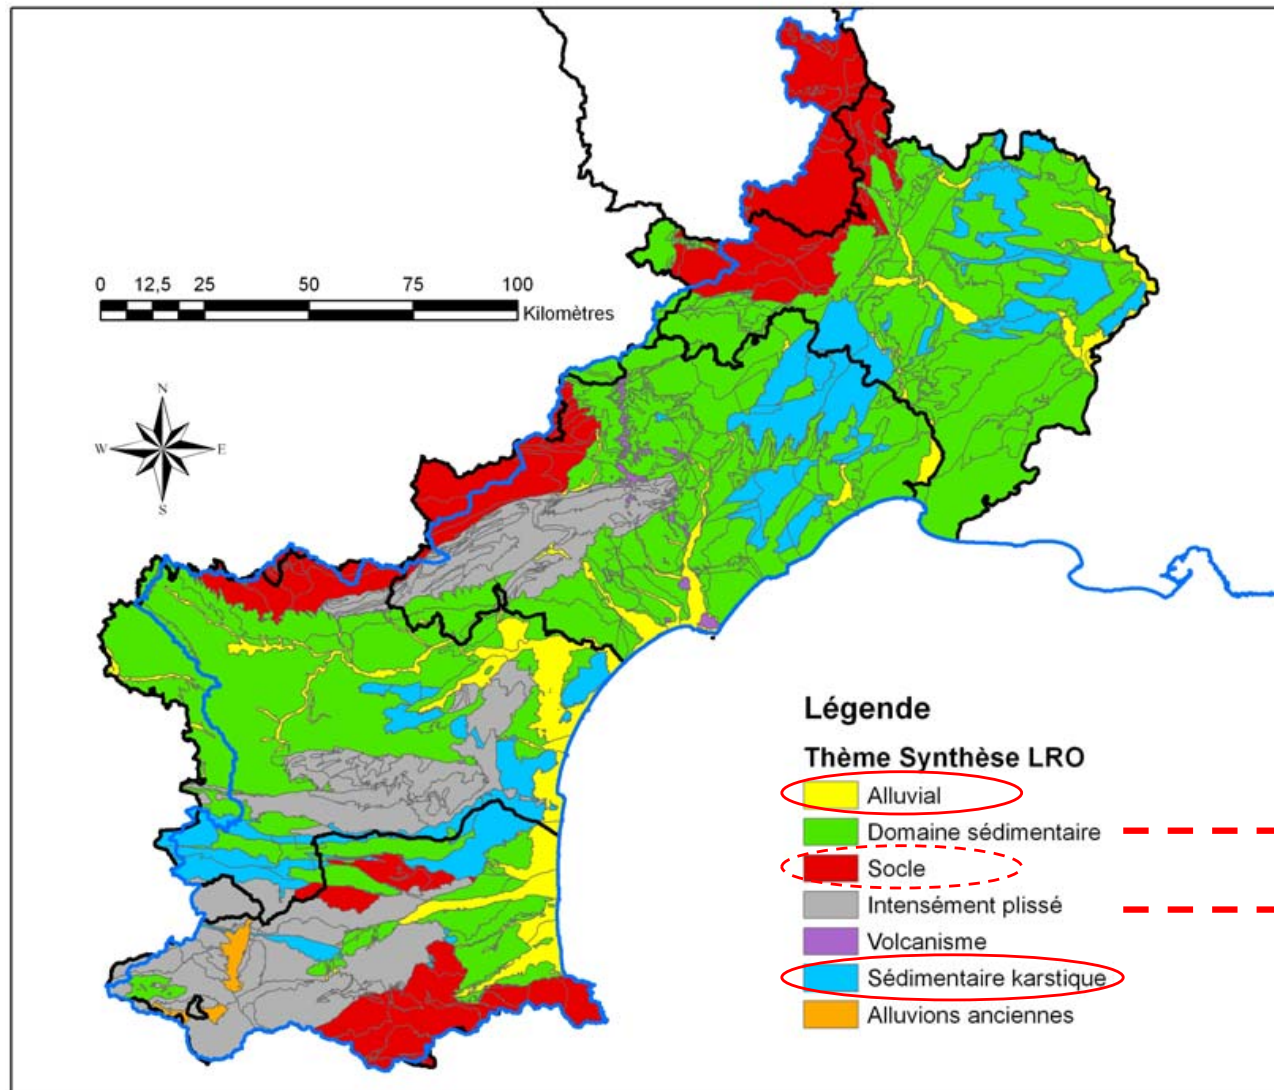 0 12,5 25 50 75 100
Kilomètres
N
W E
S
Légende
Thème Synthèse LRO
Alluvial
Domaine sédimentaire
Socle
Intensément plissé
Volcanisme
Sédimentaire karstique
Alluvions anciennes